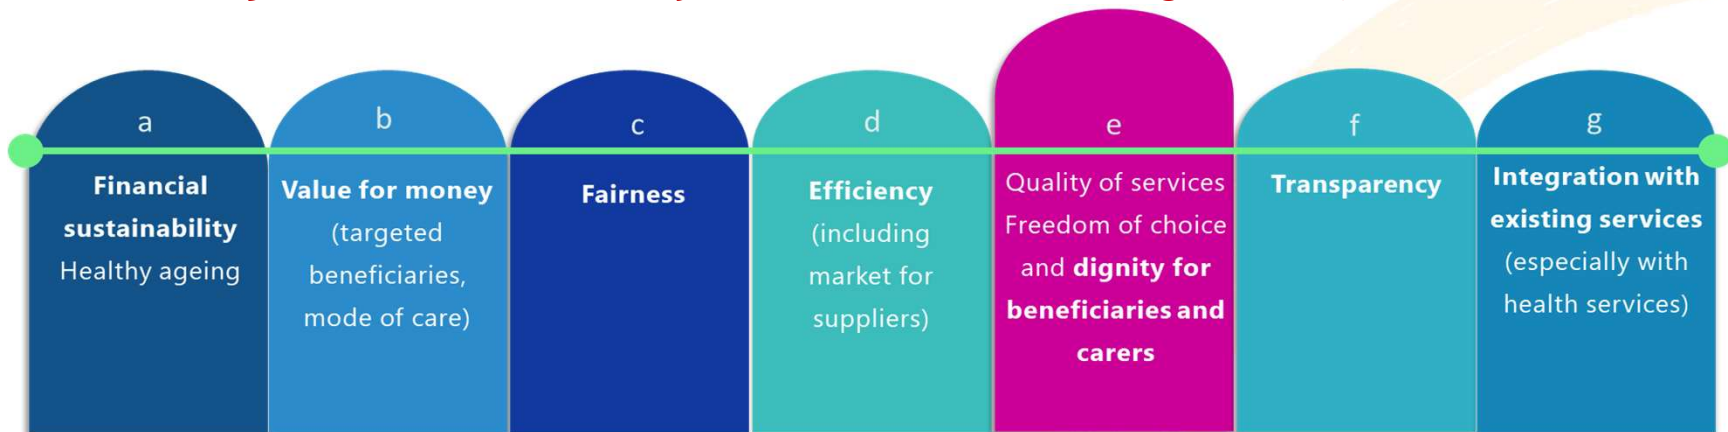 a
Financial
sustainability
Healthy ageing
b
Value for money
(targeted
beneficiaries,
mode of care)
c
Fairness
d
Efficiency
(including
market for
suppliers)
e
Quality of services
Freedom of choice
and dignity for
beneficiaries and
carers
f
Transparency
g
Integration with
existing services
(especially with
health services)